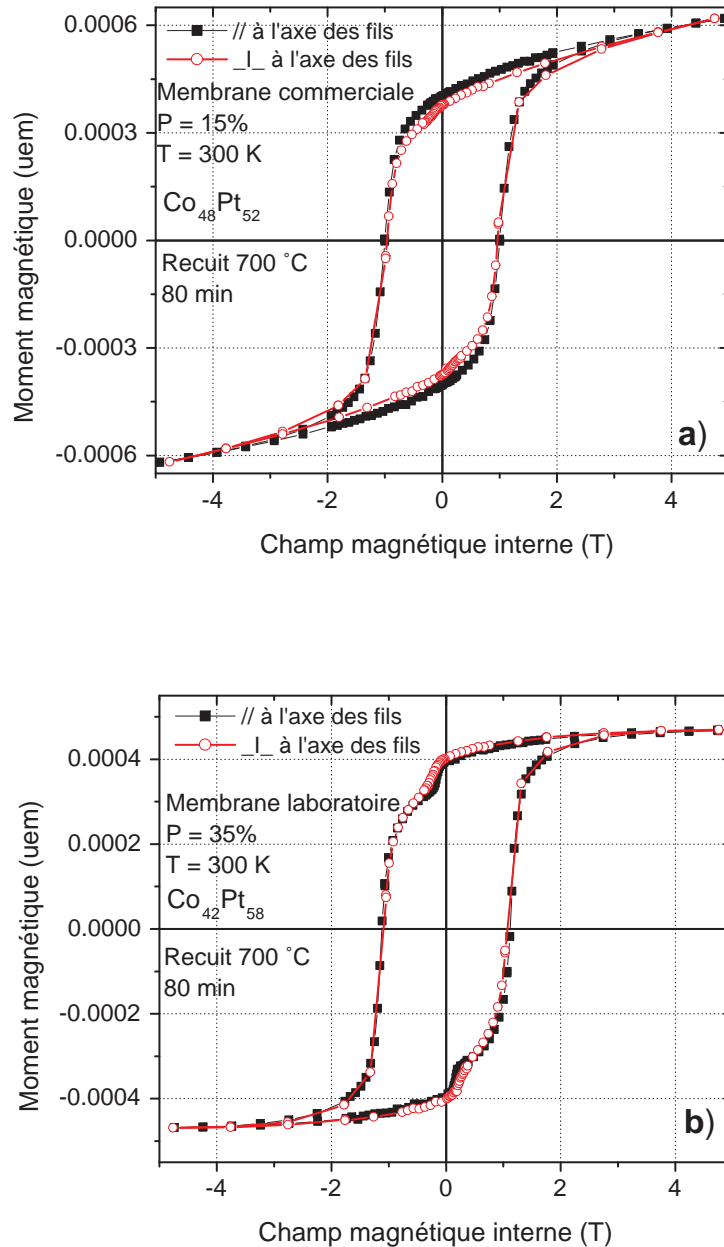 0.0006
0.0003
0.0000
-0.0003
-0.0006
Moment magnétique (uem)
// à l'axe des fils
_I_ à l'axe des fils
Membrane commerciale
P = 15%
T = 300 K
Co48Pt52
Recuit 700 °C
80 min
a)
-4 -2 0 2 4
Champ magnétique interne (T)
0.0004
0.0002
0.0000
-0.0002
-0.0004
Moment magnétique (uem)
// à l'axe des fils
_I_ à l'axe des fils
Membrane laboratoire
P = 35%
T = 300 K
Co42Pt58
Recuit 700 °C
80 min
b)
-4 -2 0 2 4
Champ magnétique interne (T)